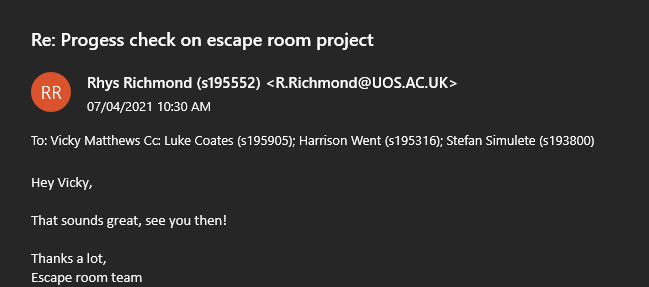 Re: Progess check on escape room project
RR
Rhys Richmond (s195552) <R.Richmond@UOS.AC.UK>
07/04/2021 10:30 AM
To: Vicky Matthews Cc: Luke Coates (s195905); Harrison Went (s195316); Stefan Simulete (s193800)
Hey Vicky,
That sounds great, see you then!
Thanks a lot,
Escape room team